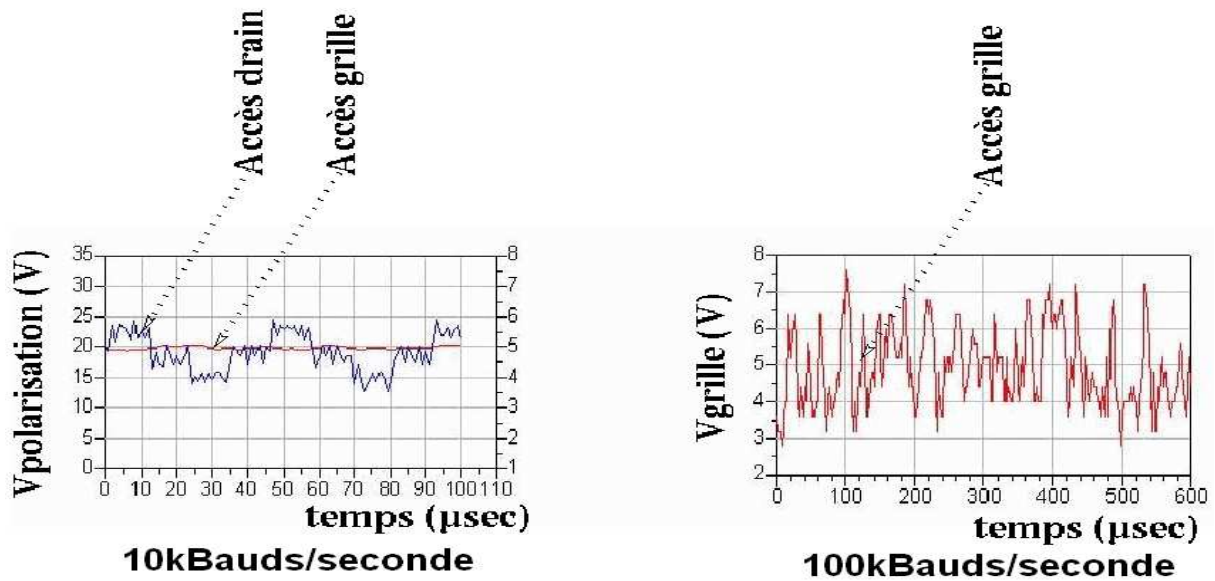 Accès drain
Accès grille
Vpolarisation (V)
35
30
25
20
15
10
5
0
8
7
6
5
4
3
2
1
0 10 20 30 40 50 60 70 80 90 100 110
temps (µsec)
10kBauds/seconde
Accès grille
Vgrille (V)
8
7
6
5
4
3
2
0 100 200 300 400 500 600
temps (µsec)
100kBauds/seconde